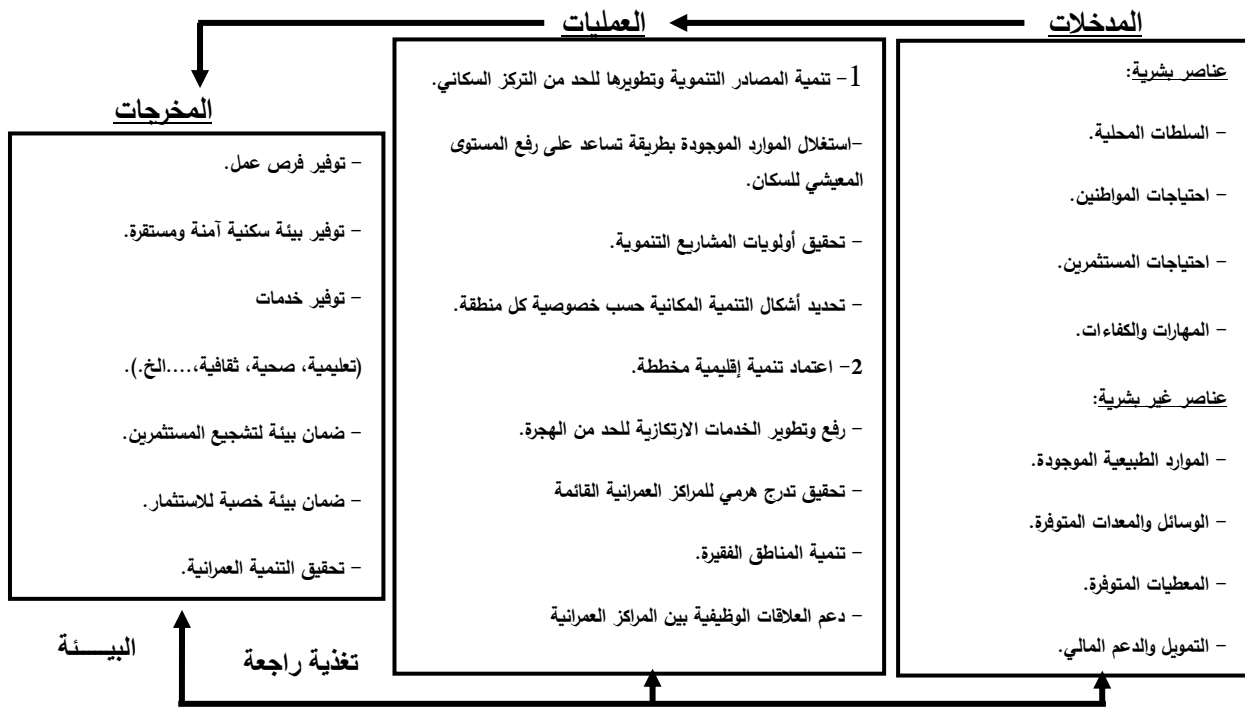 المدخلات
عناصر بشرية:
- السلطات المحلية.
- احتياجات المواطنين.
- احتياجات المستثمرين.
- المهارات والكفاءات.
عناصر غير بشرية:
- الموارد الطبيعية الموجودة.
- الوسائل والمعدات المتوفرة.
- المعطيات المتوفرة.
- التمويل والدعم المالي.
العمليات
1- تنمية المصادر التنموية وتطويرها للحد من التركز السكاني.
-استغلال الموارد الموجودة بطريقة تساعد على رفع المستوى
المعيشي للسكان.
- تحقيق أولويات المشاريع التنموية.
- تحديد أشكال التنمية المكانية حسب خصوصية كل منطقة.
2- اعتماد تنمية إقليمية مخططة.
- رفع وتطوير الخدمات الارتكازية للحد من الهجرة.
- تحقيق تدرج هرمي للمراكز العمرانية القائمة
- تنمية المناطق الفقيرة.
- دعم العلاقات الوظيفية بين المراكز العمرانية
المخرجات
- توفير فرص عمل.
- توفير بيئة سكنية آمنة ومستقرة.
- توفير خدمات
(تعليمية، صحية، ثقافية،....الخ.).
- ضمان بيئة لتشجيع المستثمرين.
- ضمان بيئة خصبة للاستثمار.
- تحقيق التنمية العمرانية.
تغذية راجعة
البيـــــئة